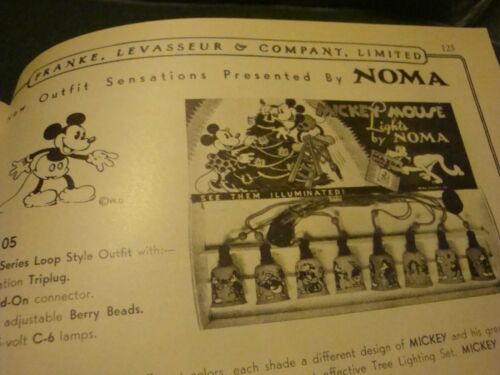 FRANKE, LEVASSEUR & COMPANY, LIMITED
125
Outfit Sensations Presented By NOMA
MICKEY MOUSE
Lights
by NOMA
SEE THEM ILLUMINATED!
©W.D.
05
Series Loop Style Outfit with:—
Triplug.
d-On connector.
adjustable Berry Beads.
-volt C-6 lamps.
colors, each shade a different design of MICKEY and his
effective Tree Lighting Set. MICKEY